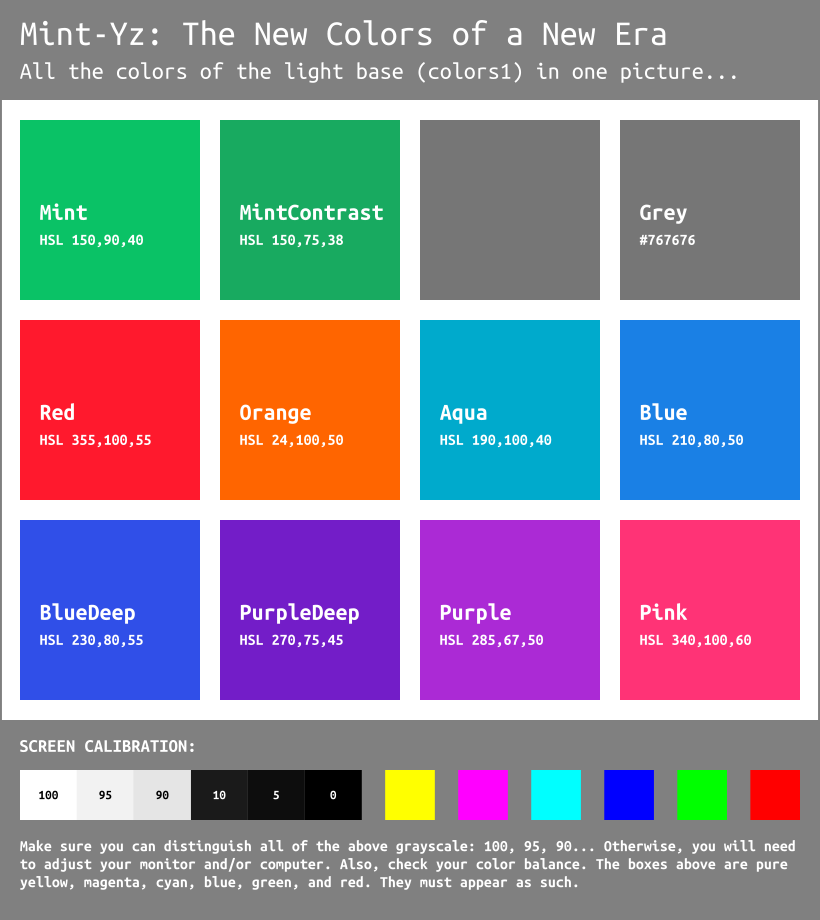 Mint-Yz: The New Colors of a New Era
All the colors of the light base (colors1) in one picture...
Mint
HSL 150,90,40
MintContrast
HSL 150,75,38
Grey
#767676
Red
HSL 355,100,55
Orange
HSL 24,100,50
Aqua
HSL 190,100,40
Blue
HSL 210,80,50
BlueDeep
HSL 230,80,55
PurpleDeep
HSL 270,75,45
Purple
HSL 285,67,50
Pink
HSL 340,100,60
SCREEN CALIBRATION:
100 95 90 10 5 0
Make sure you can distinguish all of the above grayscale: 100, 95, 90... Otherwise, you will need
to adjust your monitor and/or computer. Also, check your color balance. The boxes above are pure
yellow, magenta, cyan, blue, green, and red. They must appear as such.